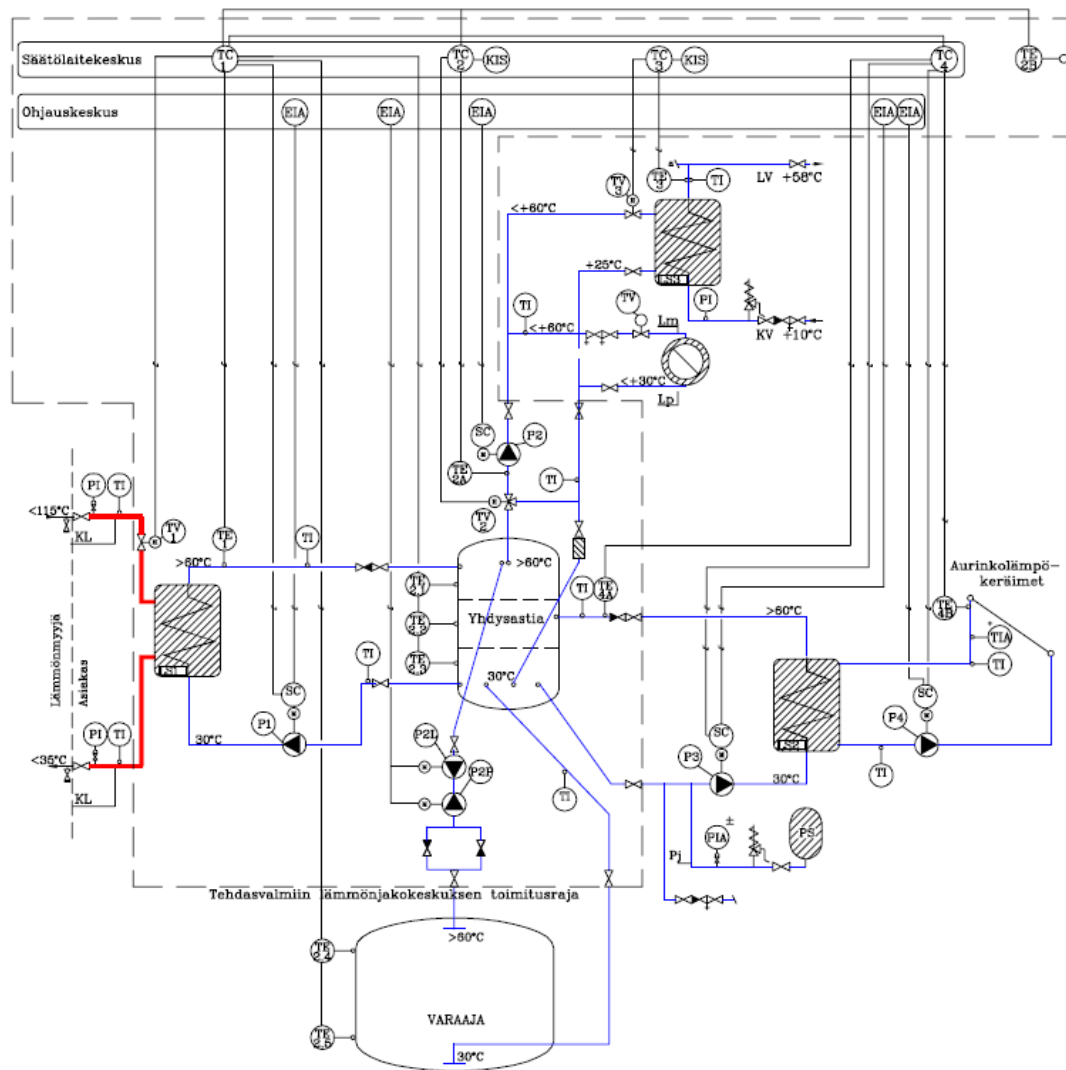 Säätölaitekeskus
TC 1
TC 2
KIS
TC 3
KIS
TC 4
TE 2B
Ohjauskeskus
EIA
EIA
EIA
EIA
EIA
TV 3
TE 3
TI
LV +58°C
<+60°C
+25°C
LS3
PI
KV +10°C
TI
TV
<+60°C
Lm
<+30°C
Lp
SC
P2
TE 2A
TI
TV 2
PI
TI
<115°C
KL
TV 1
TE 1
TI
>60°C
>60°C
TE 2.1
TE 2.2
TE 2.3
Yhdysastia
TI
TE 4A
>60°C
Aurinkolämpö-
keräimet
TE 4B
+
TIA
TI
Lämmönmyyjä
Asiakas
LS1
TI
30°C
SC
P1
30°C
PI
TI
<35°C
KL
P2L
P2P
TI
SC
P3
LS2
30°C
SC
P4
TI
±
PIA
Pj
PS
Tehdasvalmiin lämmönjakokeskuksen toimitusraja
>60°C
TE 2.4
VARAAJA
TE 2.5
30°C